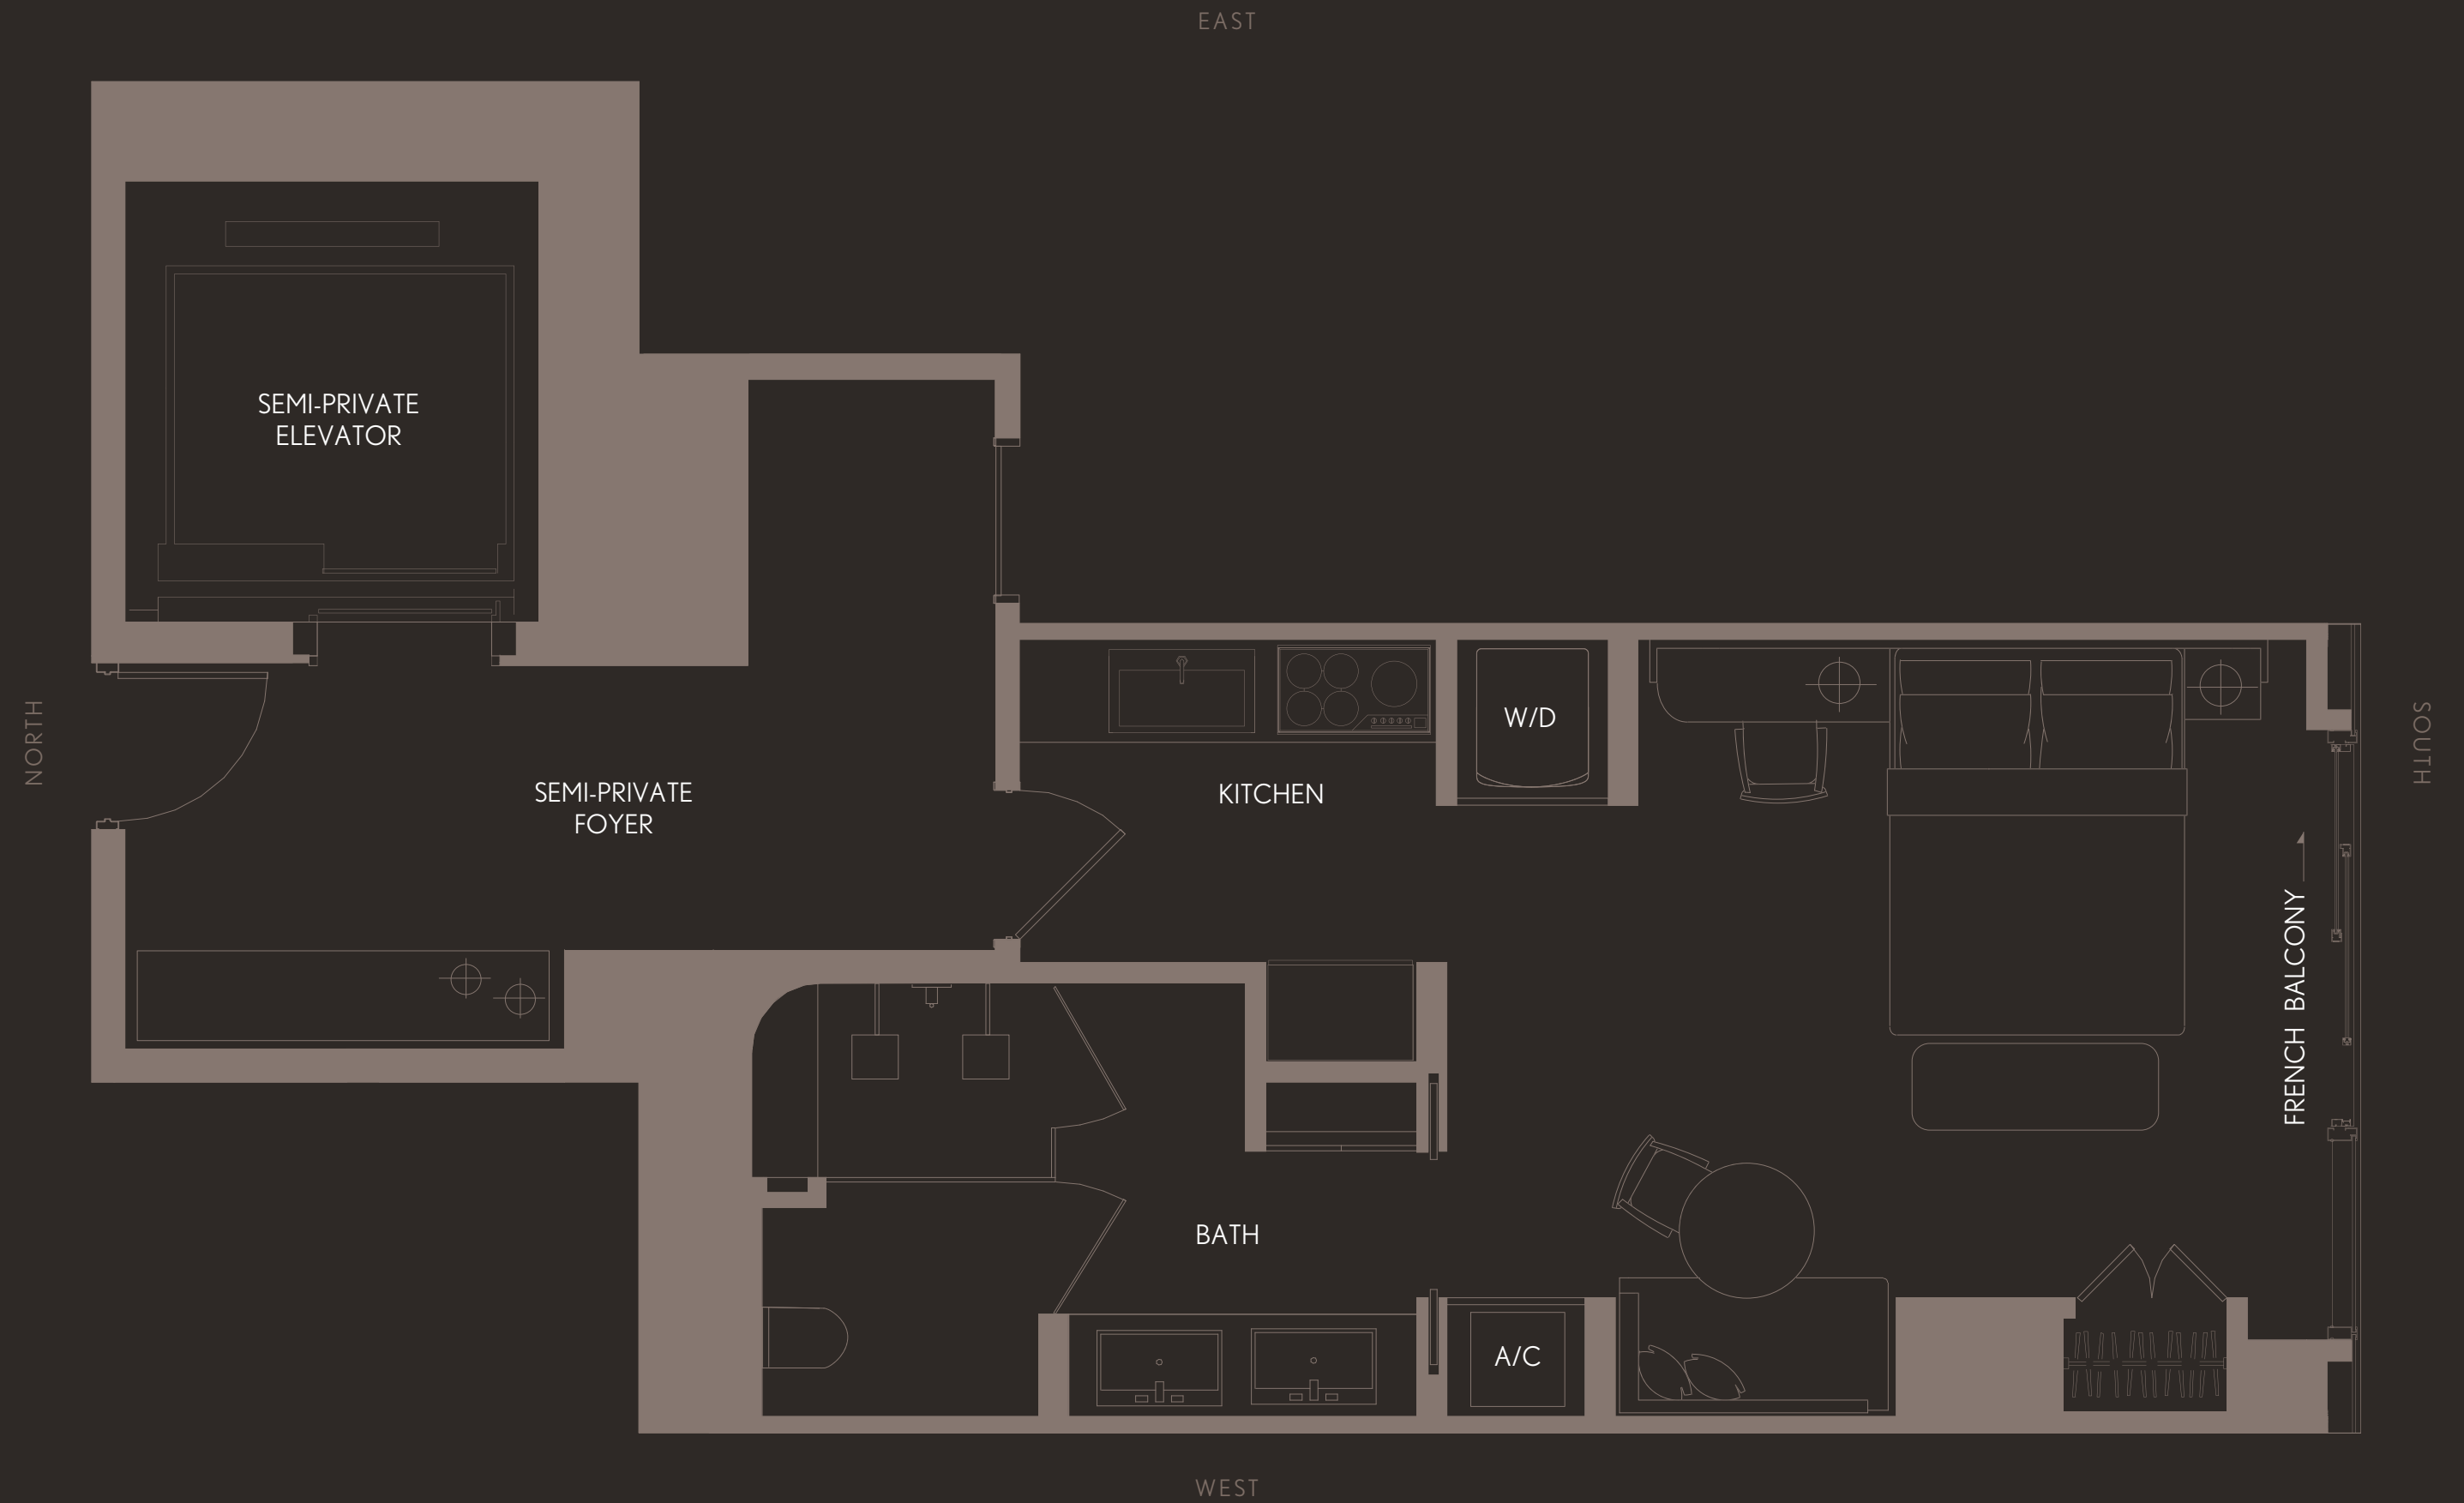 EAST
SEMI-PRIVATE
ELEVATOR
NORTH
SEMI-PRIVATE
FOYER
KITCHEN
W/D
SOUTH
FRENCH BALCONY
BATH
A/C
WEST